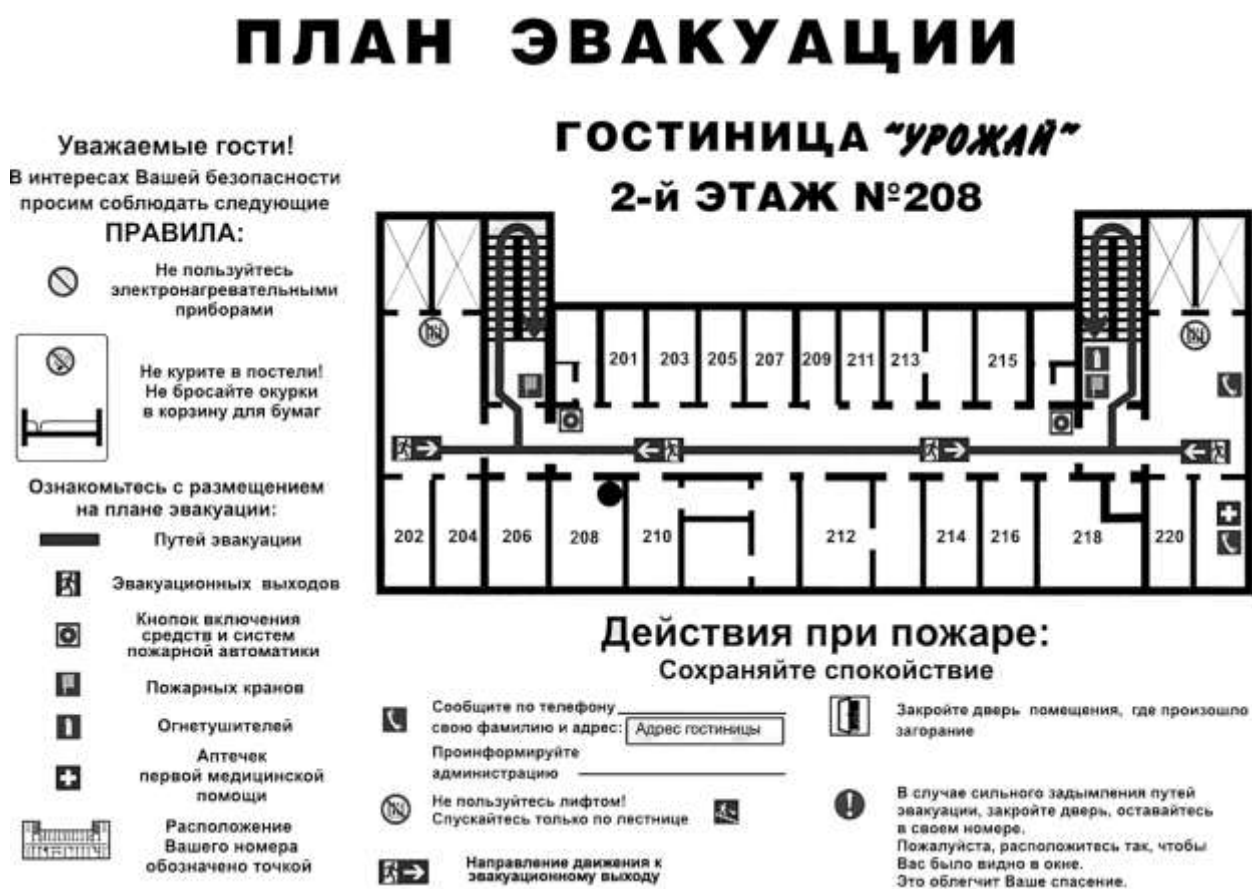 ПЛАН ЭВАКУАЦИИ
ГОСТИНИЦА "УРОЖАЙ"
2-й ЭТАЖ №208
Уважаемые гости!
В интересах Вашей безопасности
просим соблюдать следующие
ПРАВИЛА:
Не пользуйтесь
электронагревательными
приборами
Не курите в постели!
Не бросайте окурки
в корзину для бумаг
Ознакомьтесь с размещением
на плане эвакуации:
Путей эвакуации
Эвакуационных выходов
Кнопок включения
средств и систем
пожарной автоматики
Пожарных кранов
Огнетушителей
Аптечек
первой медицинской
помощи
Расположение
Вашего номера
обозначено точкой
201 203 205 207 209 211 213 215
202 204 206 208 210 212 214 216 218 220
Действия при пожаре:
Сохраняйте спокойствие
Сообщите по телефону
свою фамилию и адрес: Адрес гостиницы
Проинформируйте
администрацию
Не пользуйтесь лифтом!
Спускайтесь только по лестнице
Направление движения к
эвакуационному выходу
Закройте дверь помещения, где произошло
загорание
В случае сильного задымления путей
эвакуации, закройте дверь, оставайтесь
в своем номере.
Пожалуйста, расположитесь так, чтобы
Вас было видно в окне.
Это облегчит Ваше спасение.